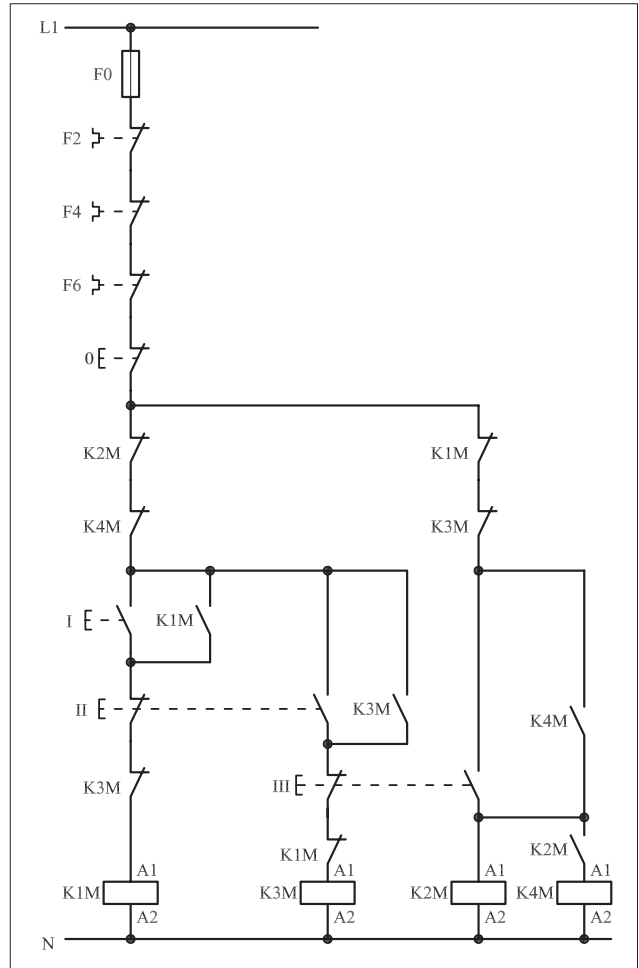 L1
F0
F2
F4
F6
0
K2M K1M
K4M K3M
I K1M
II K3M
K4M
K3M III
K1M K2M
A1 A1 A1 A1
K1M K3M K2M K4M
A2 A2 A2 A2
N